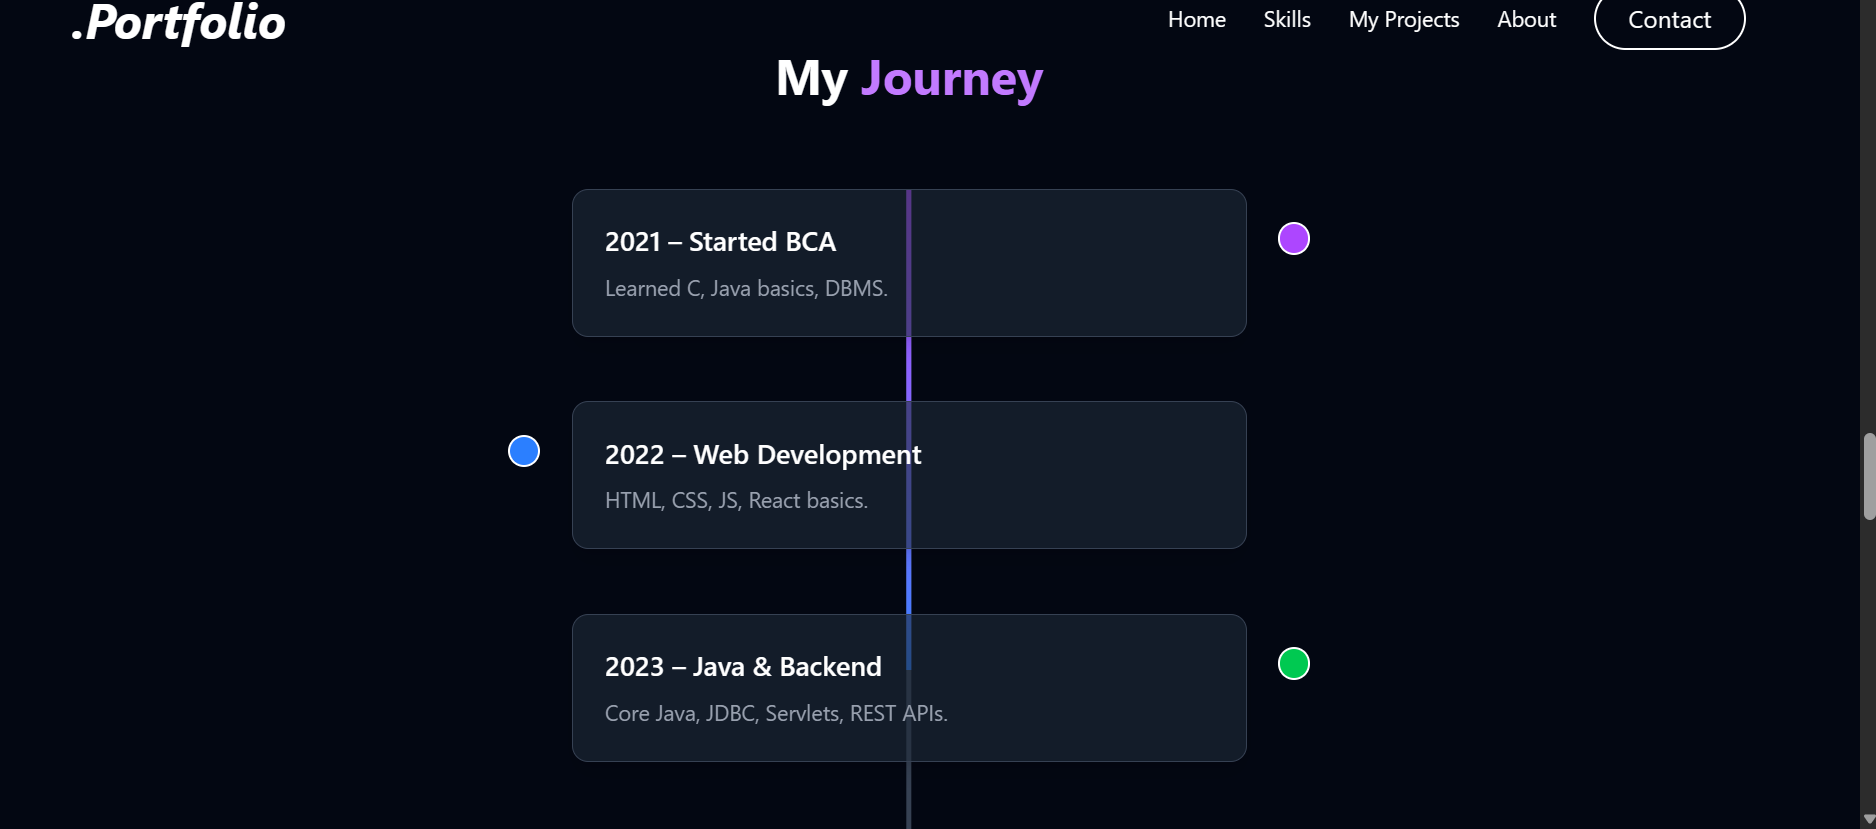 .Portfolio
Home
Skills
My Projects
About
Contact
My Journey
2021 – Started BCA
Learned C, Java basics, DBMS.
2022 – Web Development
HTML, CSS, JS, React basics.
2023 – Java & Backend
Core Java, JDBC, Servlets, REST APIs.